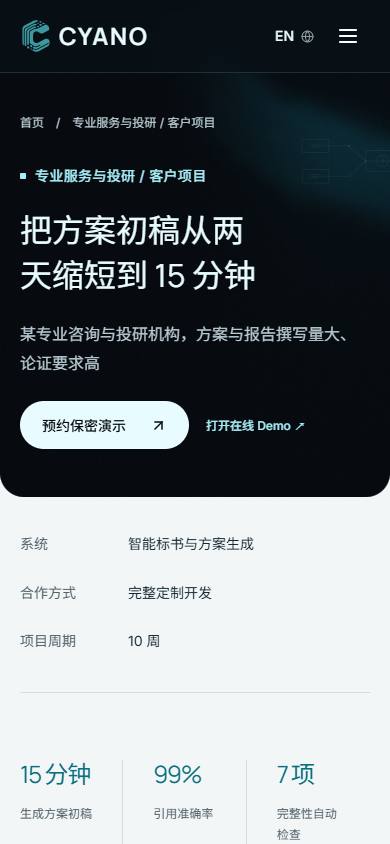 CYANO
EN
首页 / 专业服务与投研 / 客户项目
专业服务与投研 / 客户项目
把方案初稿从两
天缩短到 15 分钟
某专业咨询与投研机构，方案与报告撰写量大、
论证要求高
预约保密演示
打开在线 Demo ↗
系统 智能标书与方案生成
合作方式 完整定制开发
项目周期 10 周
15分钟 99% 7项
生成方案初稿 引用准确率 完整性自动
检查